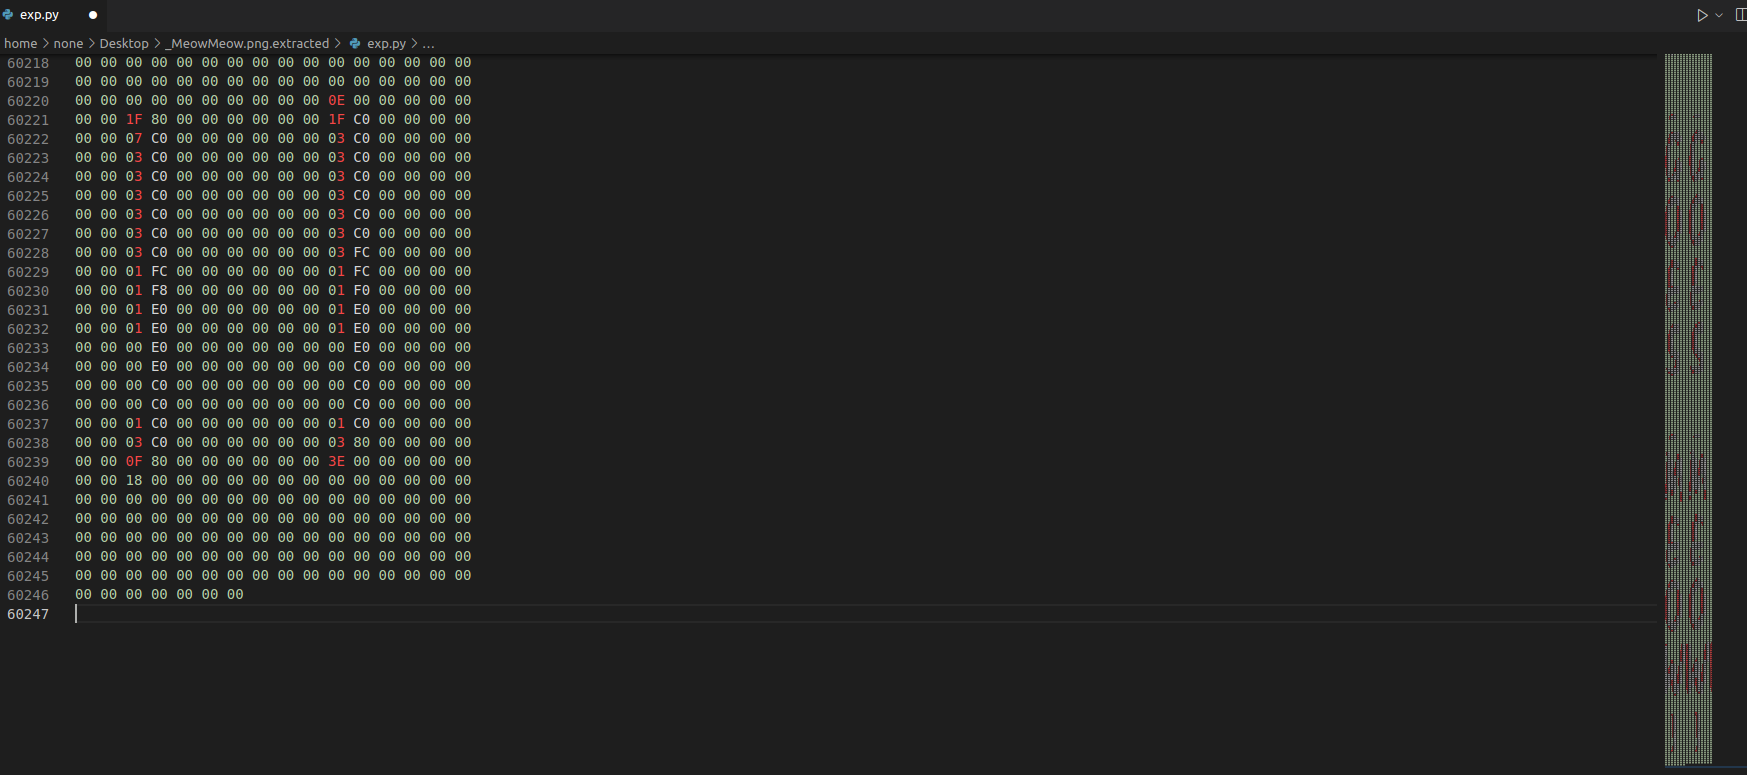 exp.py
home > none > Desktop > _MeowMeow.png.extracted > exp.py > ...
60218 00 00 00 00 00 00 00 00 00 00 00 00 00 00 00 00
60219 00 00 00 00 00 00 00 00 00 00 00 00 00 00 00 00
60220 00 00 00 00 00 00 00 00 00 00 0E 00 00 00 00 00
60221 00 00 1F 80 00 00 00 00 00 00 1F C0 00 00 00 00
60222 00 00 07 C0 00 00 00 00 00 00 03 C0 00 00 00 00
60223 00 00 03 C0 00 00 00 00 00 00 03 C0 00 00 00 00
60224 00 00 03 C0 00 00 00 00 00 00 03 C0 00 00 00 00
60225 00 00 03 C0 00 00 00 00 00 00 03 C0 00 00 00 00
60226 00 00 03 C0 00 00 00 00 00 00 03 C0 00 00 00 00
60227 00 00 03 C0 00 00 00 00 00 00 03 C0 00 00 00 00
60228 00 00 03 C0 00 00 00 00 00 00 03 FC 00 00 00 00
60229 00 00 01 FC 00 00 00 00 00 00 01 FC 00 00 00 00
60230 00 00 01 F8 00 00 00 00 00 00 01 F0 00 00 00 00
60231 00 00 01 E0 00 00 00 00 00 00 01 E0 00 00 00 00
60232 00 00 01 E0 00 00 00 00 00 00 01 E0 00 00 00 00
60233 00 00 00 E0 00 00 00 00 00 00 00 E0 00 00 00 00
60234 00 00 00 E0 00 00 00 00 00 00 00 C0 00 00 00 00
60235 00 00 00 C0 00 00 00 00 00 00 00 C0 00 00 00 00
60236 00 00 00 C0 00 00 00 00 00 00 00 C0 00 00 00 00
60237 00 00 01 C0 00 00 00 00 00 00 01 C0 00 00 00 00
60238 00 00 03 C0 00 00 00 00 00 00 03 80 00 00 00 00
60239 00 00 0F 80 00 00 00 00 00 00 3E 00 00 00 00 00
60240 00 00 18 00 00 00 00 00 00 00 00 00 00 00 00 00
60241 00 00 00 00 00 00 00 00 00 00 00 00 00 00 00 00
60242 00 00 00 00 00 00 00 00 00 00 00 00 00 00 00 00
60243 00 00 00 00 00 00 00 00 00 00 00 00 00 00 00 00
60244 00 00 00 00 00 00 00 00 00 00 00 00 00 00 00 00
60245 00 00 00 00 00 00 00 00 00 00 00 00 00 00 00 00
60246 00 00 00 00 00 00 00
60247